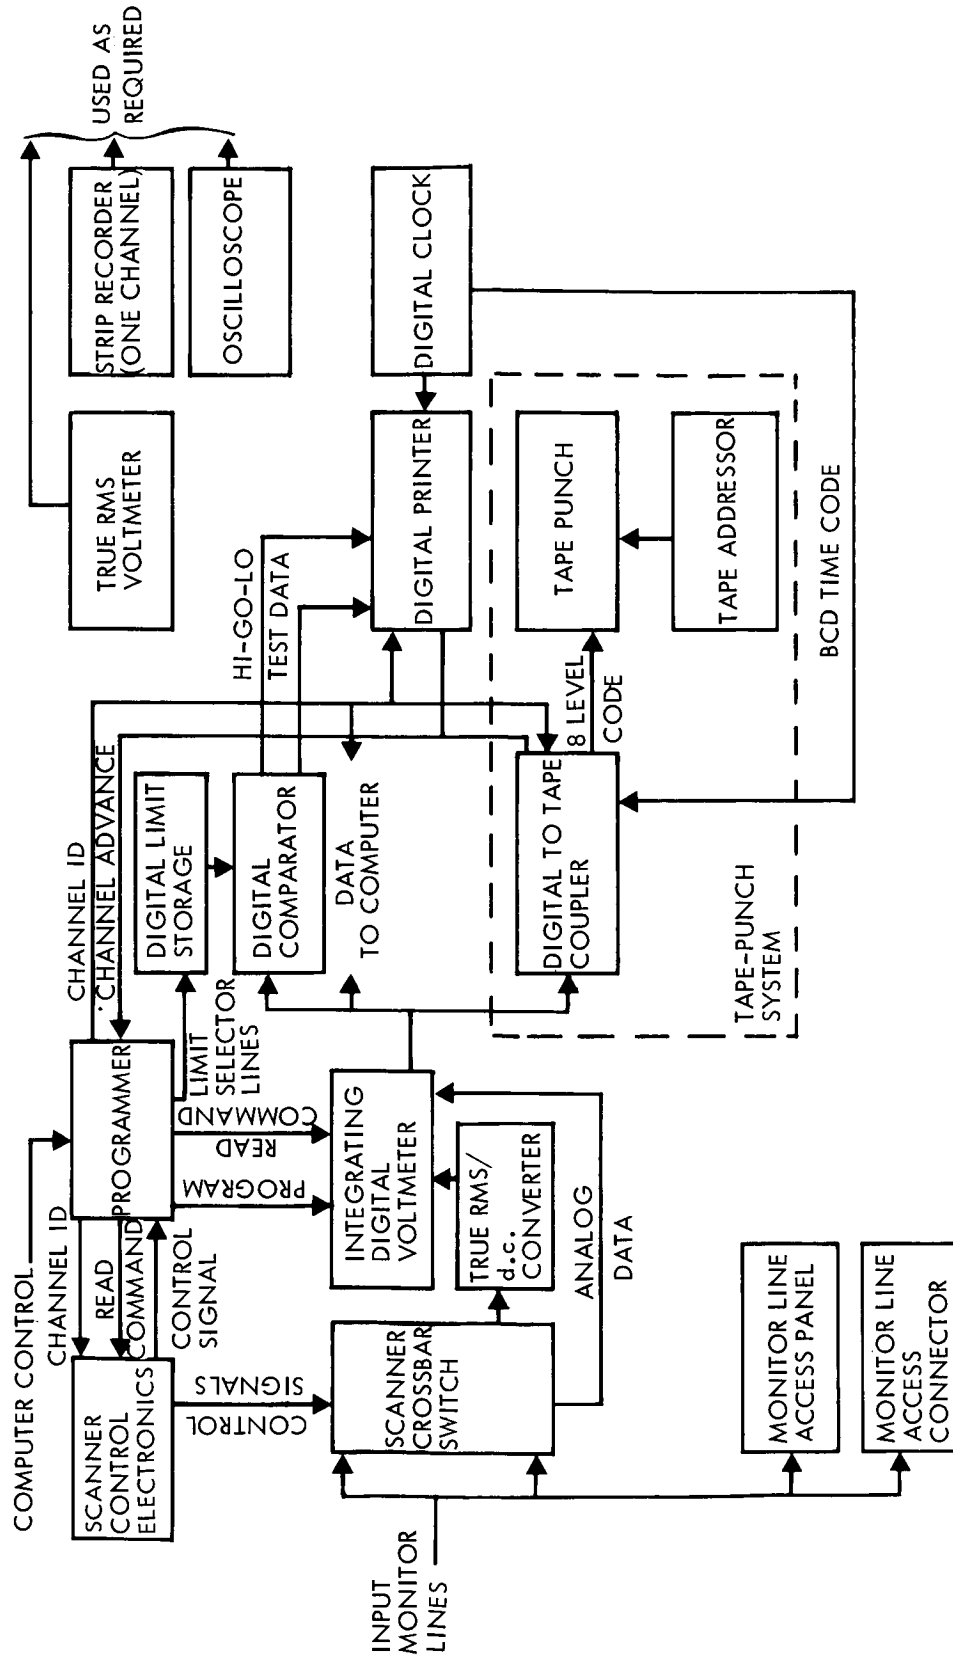 COMPUTER CONTROL
CHANNEL ID
SCANNER
CONTROL
ELECTRONICS
READ
COMMAND
CONTROL
SIGNAL
PROGRAMMER
CHANNEL ID
CHANNEL ADVANCE
LIMIT
SELECTOR
LINES
DIGITAL LIMIT
STORAGE
DIGITAL
COMPARATOR
HI-GO-LO
TEST DATA
TRUE RMS
VOLTMETER
STRIP RECORDER
(ONE CHANNEL)
OSCILLOSCOPE
USED AS
REQUIRED
CONTROL
SIGNALS
PROGRAM
READ
COMMAND
INPUT
MONITOR
LINES
SCANNER
CROSSBAR
SWITCH
INTEGRATING
DIGITAL
VOLTMETER
TRUE RMS/
d.c.
CONVERTER
ANALOG
DATA
DATA
TO COMPUTER
DIGITAL PRINTER
DIGITAL CLOCK
DIGITAL TO TAPE
COUPLER
8 LEVEL
CODE
TAPE PUNCH
TAPE ADDRESSOR
TAPE-PUNCH
SYSTEM
BCD TIME CODE
MONITOR LINE
ACCESS PANEL
MONITOR LINE
ACCESS
CONNECTOR